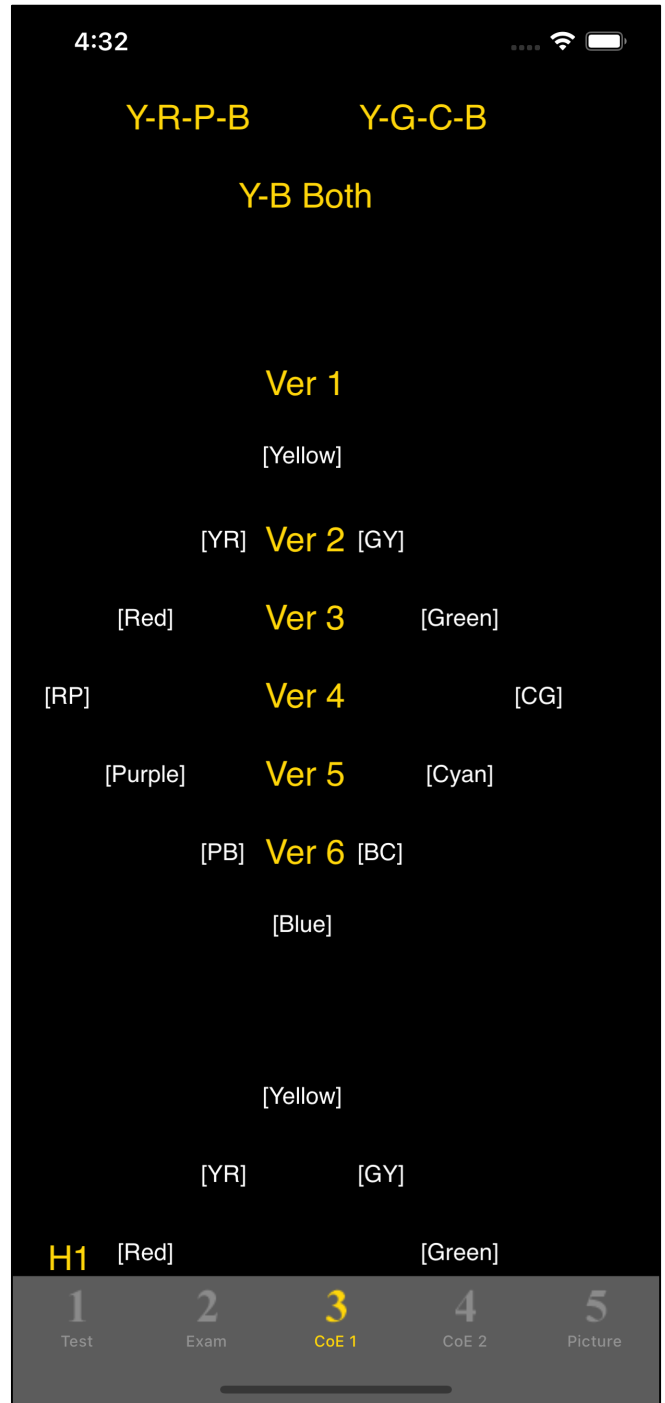 4:32
Y-R-P-B Y-G-C-B
Y-B Both
Ver 1
[Yellow]
[YR] Ver 2 [GY]
[Red] Ver 3 [Green]
[RP] Ver 4 [CG]
[Purple] Ver 5 [Cyan]
[PB] Ver 6 [BC]
[Blue]
[Yellow]
[YR] [GY]
H1 [Red] [Green]
1 2 3 4 5
Test Exam CoE 1 CoE 2 Picture